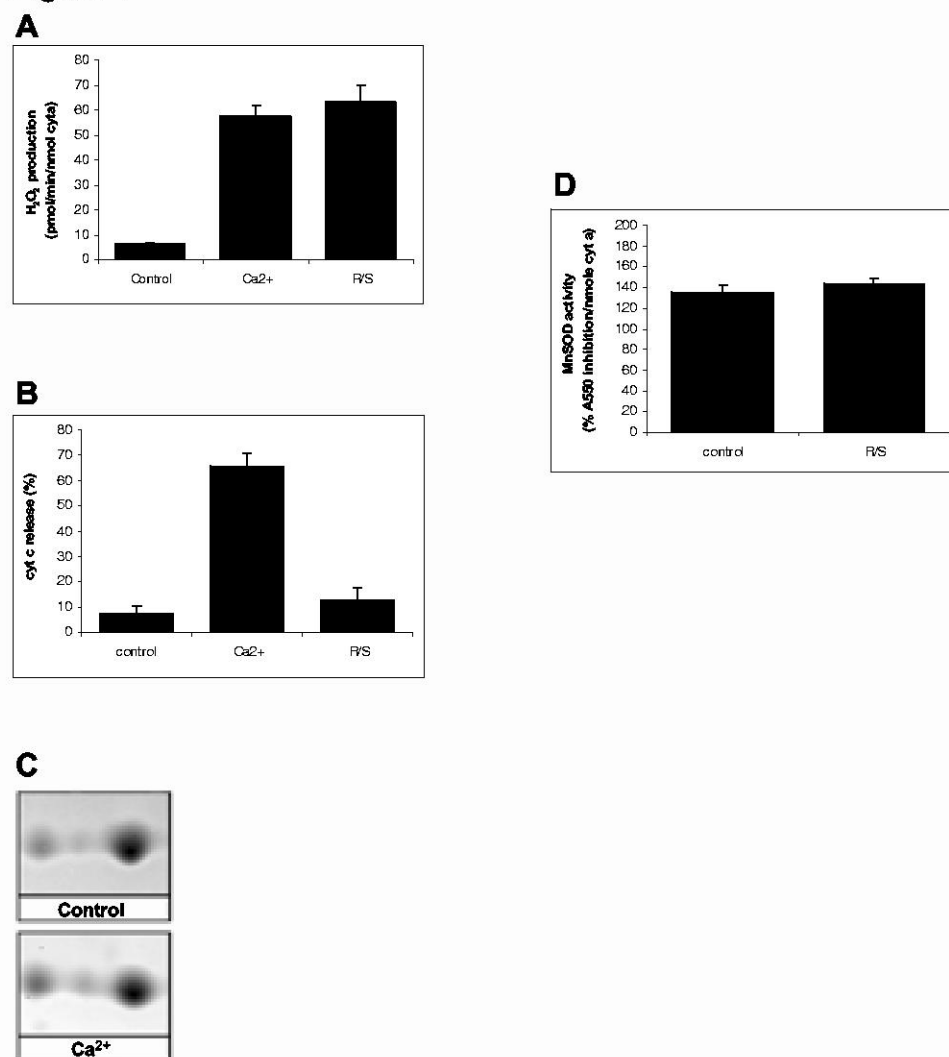 A
80
70
60
50
40
30
20
10
0
H₂O₂ production
(pmol/min/nmol cyta)
Control Ca2+ R/S
B
80
70
60
50
40
30
20
10
0
cyt c release (%)
control Ca2+ R/S
C
Control
Ca²⁺
D
200
180
160
140
120
100
80
60
40
20
0
MnSOD activity
(% A550 inhibition/nmole cyt a)
control R/S